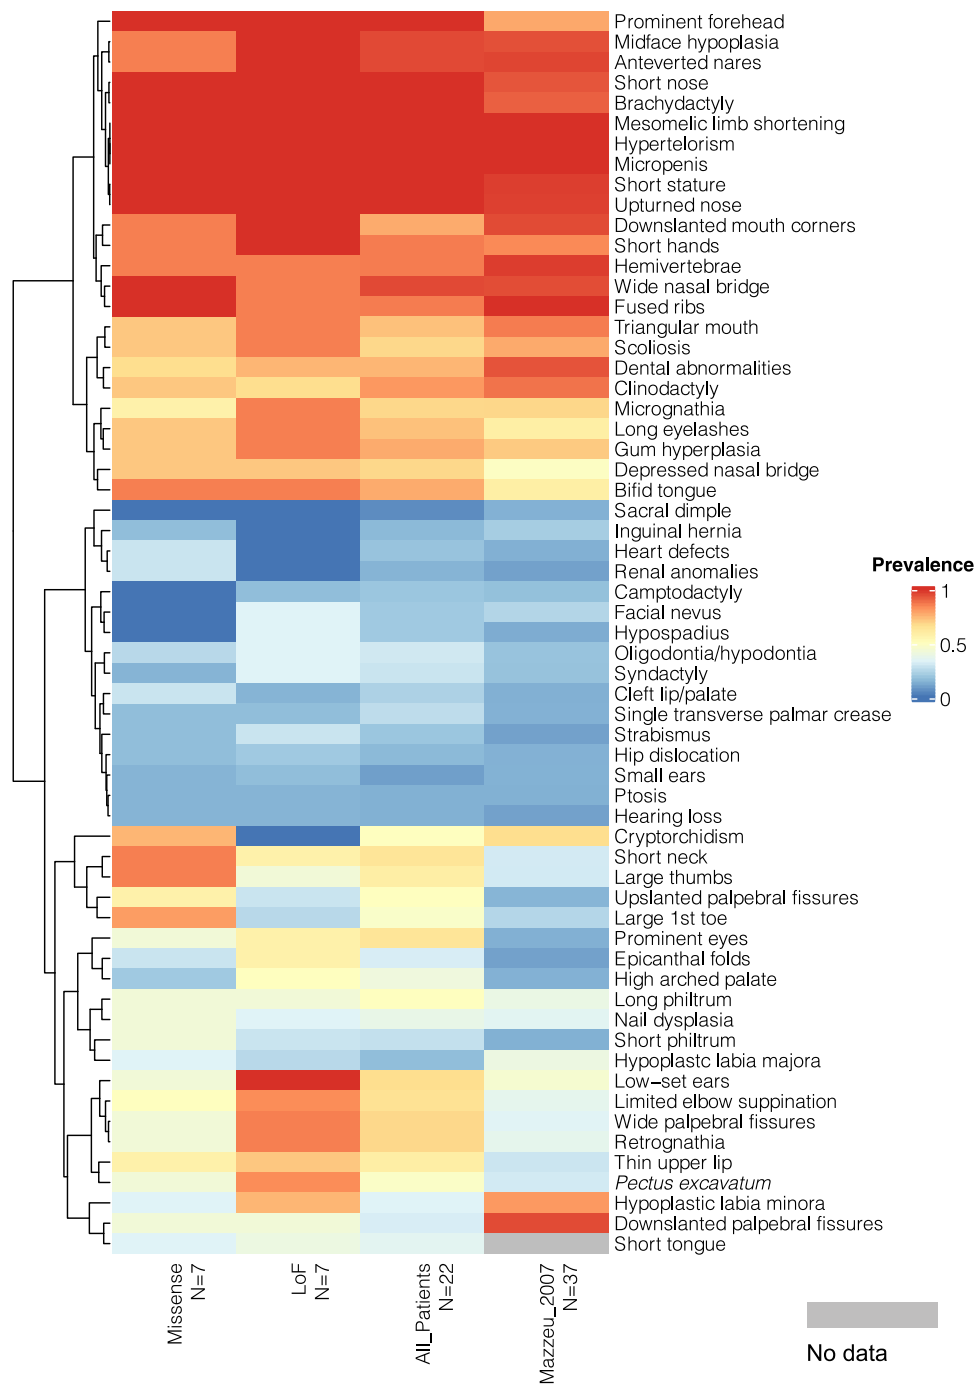 Prominent forehead
Midface hypoplasia
Anteverted nares
Short nose
Brachydactyly
Mesomelic limb shortening
Hypertelorism
Micropenis
Short stature
Upturned nose
Downslanted mouth corners
Short hands
Hemivertebrae
Wide nasal bridge
Fused ribs
Triangular mouth
Scoliosis
Dental abnormalities
Clinodactyly
Micrognathia
Long eyelashes
Gum hyperplasia
Depressed nasal bridge
Bifid tongue
Sacral dimple
Inguinal hernia
Heart defects
Renal anomalies
Camptodactyly
Facial nevus
Hypospadius
Oligodontia/hypodontia
Syndactyly
Cleft lip/palate
Single transverse palmar crease
Strabismus
Hip dislocation
Small ears
Ptosis
Hearing loss
Cryptorchidism
Short neck
Large thumbs
Upslanted palpebral fissures
Large 1st toe
Prominent eyes
Epicanthal folds
High arched palate
Long philtrum
Nail dysplasia
Short philtrum
Hypoplastc labia majora
Low−set ears
Limited elbow suppination
Wide palpebral fissures
Retrognathia
Thin upper lip
Pectus excavatum
Hypoplastic labia minora
Downslanted palpebral fissures
Short tongue
Prevalence
1
0.5
0
Missense
N=7
LoF
N=7
All_Patients
N=22
Mazzeu_2007
N=37
No data